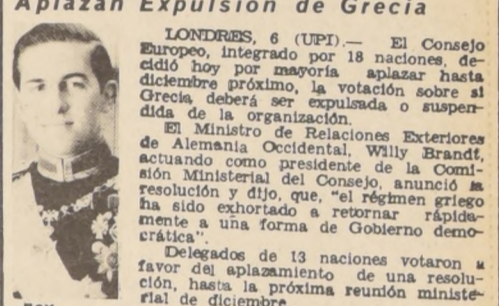 Aplazan Expulsión de Grecia
LONDRES, 6 (UPI).— El Consejo
Europeo, integrado por 18 naciones, de-
cidió hoy por mayoría aplazar hasta
diciembre próximo, la votación sobre si
Grecia deberá ser expulsada o suspen-
dida de la organización.
El Ministro de Relaciones Exteriores
de Alemania Occidental, Willy Brandt,
actuando como presidente de la Comi-
sión Ministerial del Consejo, anunció la
resolución y dijo, que, "el régimen griego
ha sido exhortado a retornar rápida-
mente a una forma de Gobierno demo-
crática".
Delegados de 13 naciones votaron a
favor del aplazamiento de una resolu-
ción, hasta la próxima reunión ministe-
rial de diciembre